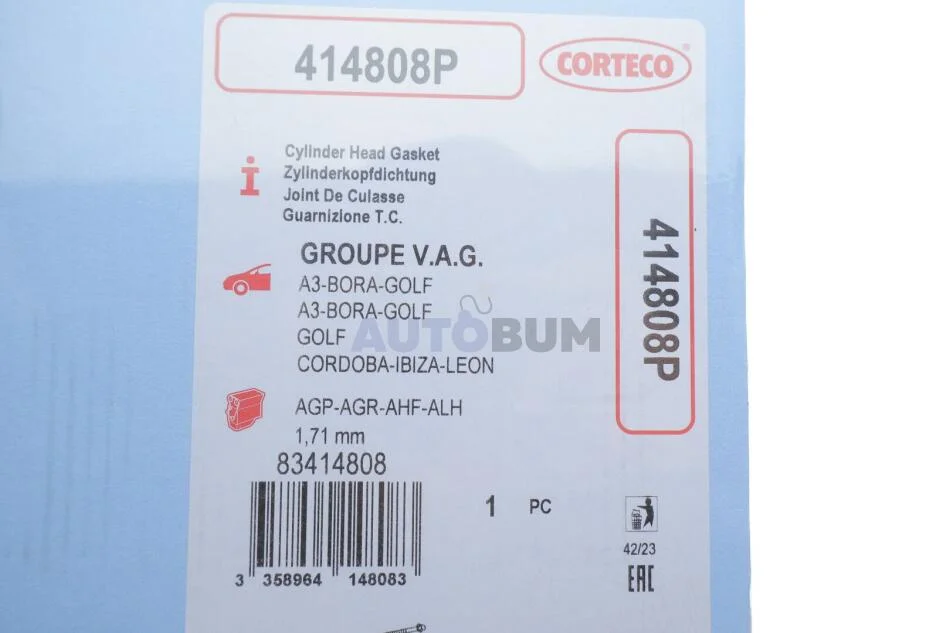 414808P
CORTECO®
Cylinder Head Gasket
Zylinderkopfdichtung
Joint De Culasse
Guarnizione T.C.
GROUPE V.A.G.
A3-BORA-GOLF
A3-BORA-GOLF
GOLF
CORDOBA-IBIZA-LEON
AUTOBUM
AGP-AGR-AHF-ALH
1,71 mm
83414808
3 358964 148083
1 PC
414808P
42/23
EAC